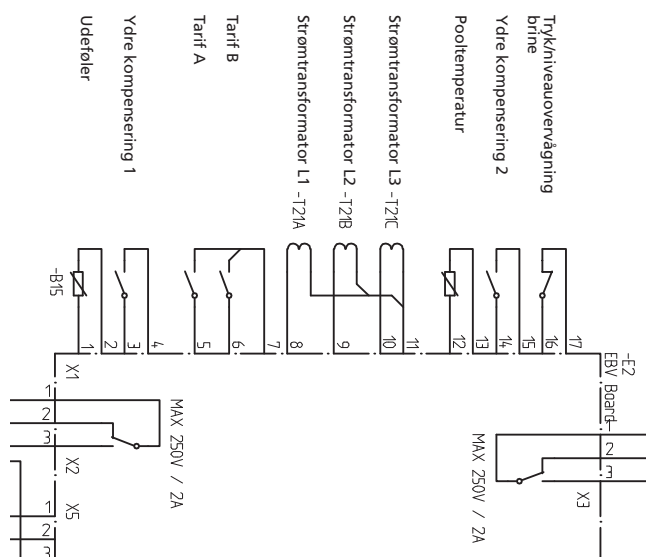 Udeføler
Ydre kompensering 1
Tarif A
Tarif B
Strømtransformator L1 -T21A
Strømtransformator L2 -T21B
Strømtransformator L3 -T21C
Pooltemperatur
Ydre kompensering 2
Tryk/niveauovervågning
brine
-B15
1 2 3 4 5 6 7 8 9 10 11 12 13 14 15 16 17
-E2
EBV Board
X1
1
2
3
MAX 250V / 2A
X2
X5
1
2
3
1
2
3
MAX 250V / 2A
X3